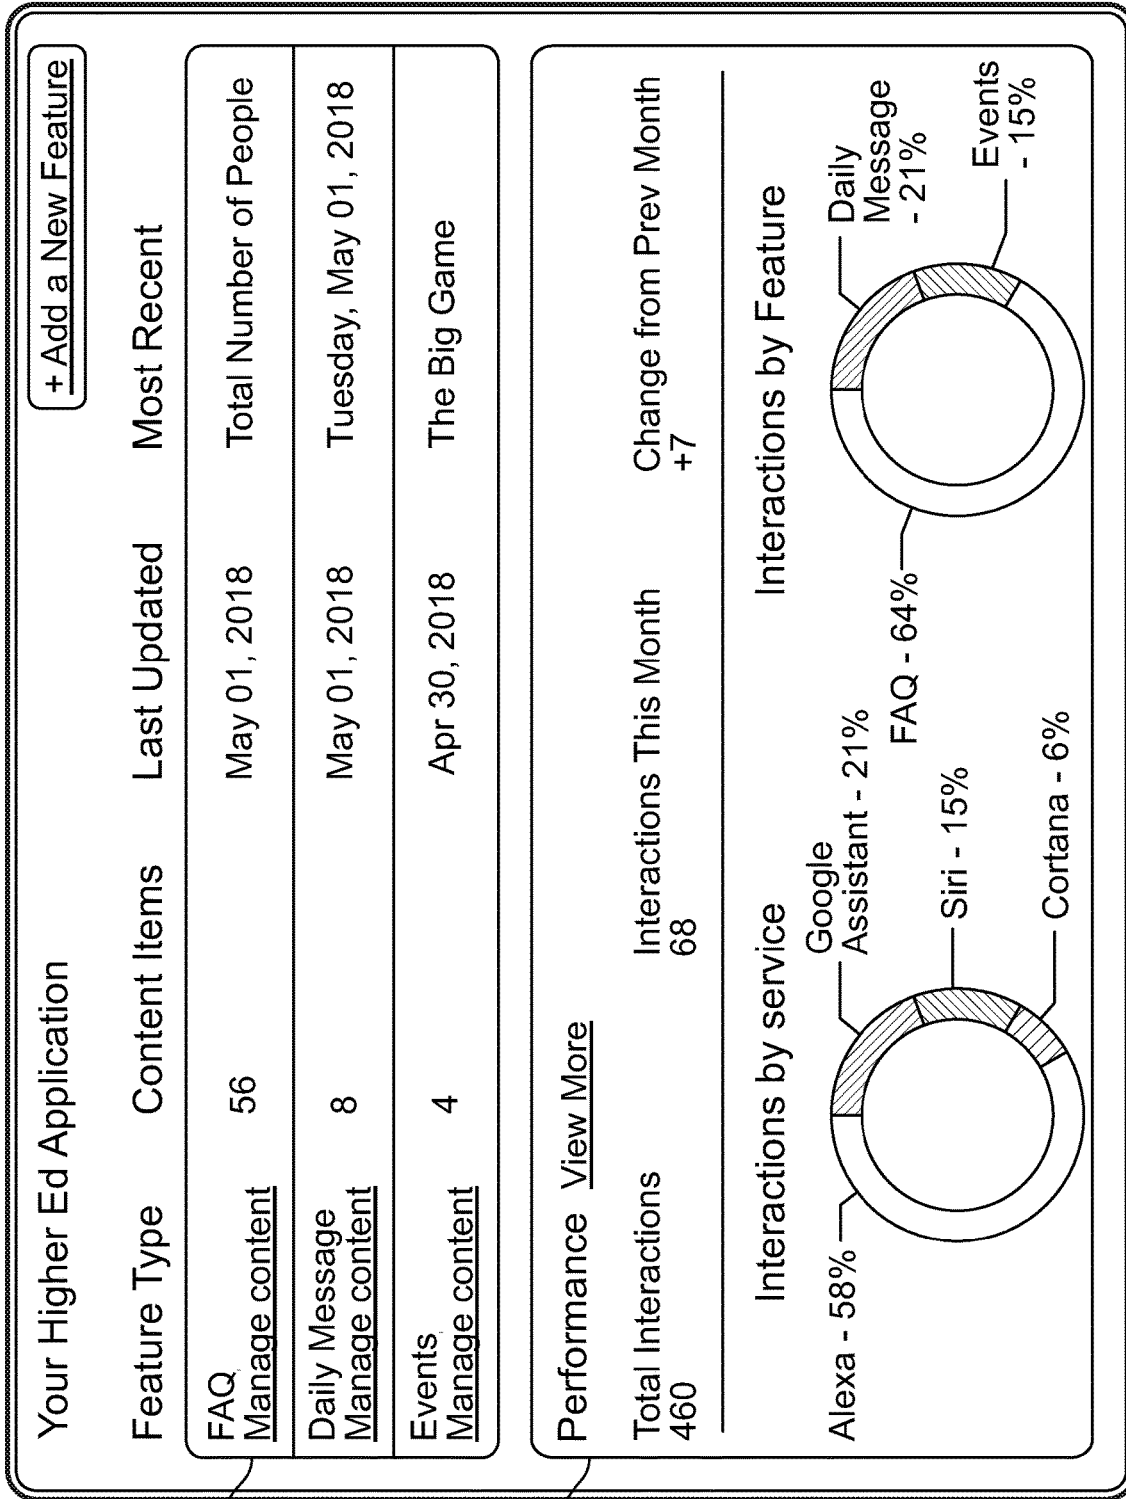 Your Higher Ed Application
+ Add a New Feature
Feature Type Content Items Last Updated Most Recent
FAQ 56 May 01, 2018 Total Number of People
Manage content
Daily Message 8 May 01, 2018 Tuesday, May 01, 2018
Manage content
Events 4 Apr 30, 2018 The Big Game
Manage content
Performance View More
Total Interactions Interactions This Month Change from Prev Month
460 68 +7
Interactions by service
Alexa - 58%
Google
Assistant - 21%
Siri - 15%
Cortana - 6%
Interactions by Feature
FAQ - 64%
Daily
Message
- 21%
Events
- 15%